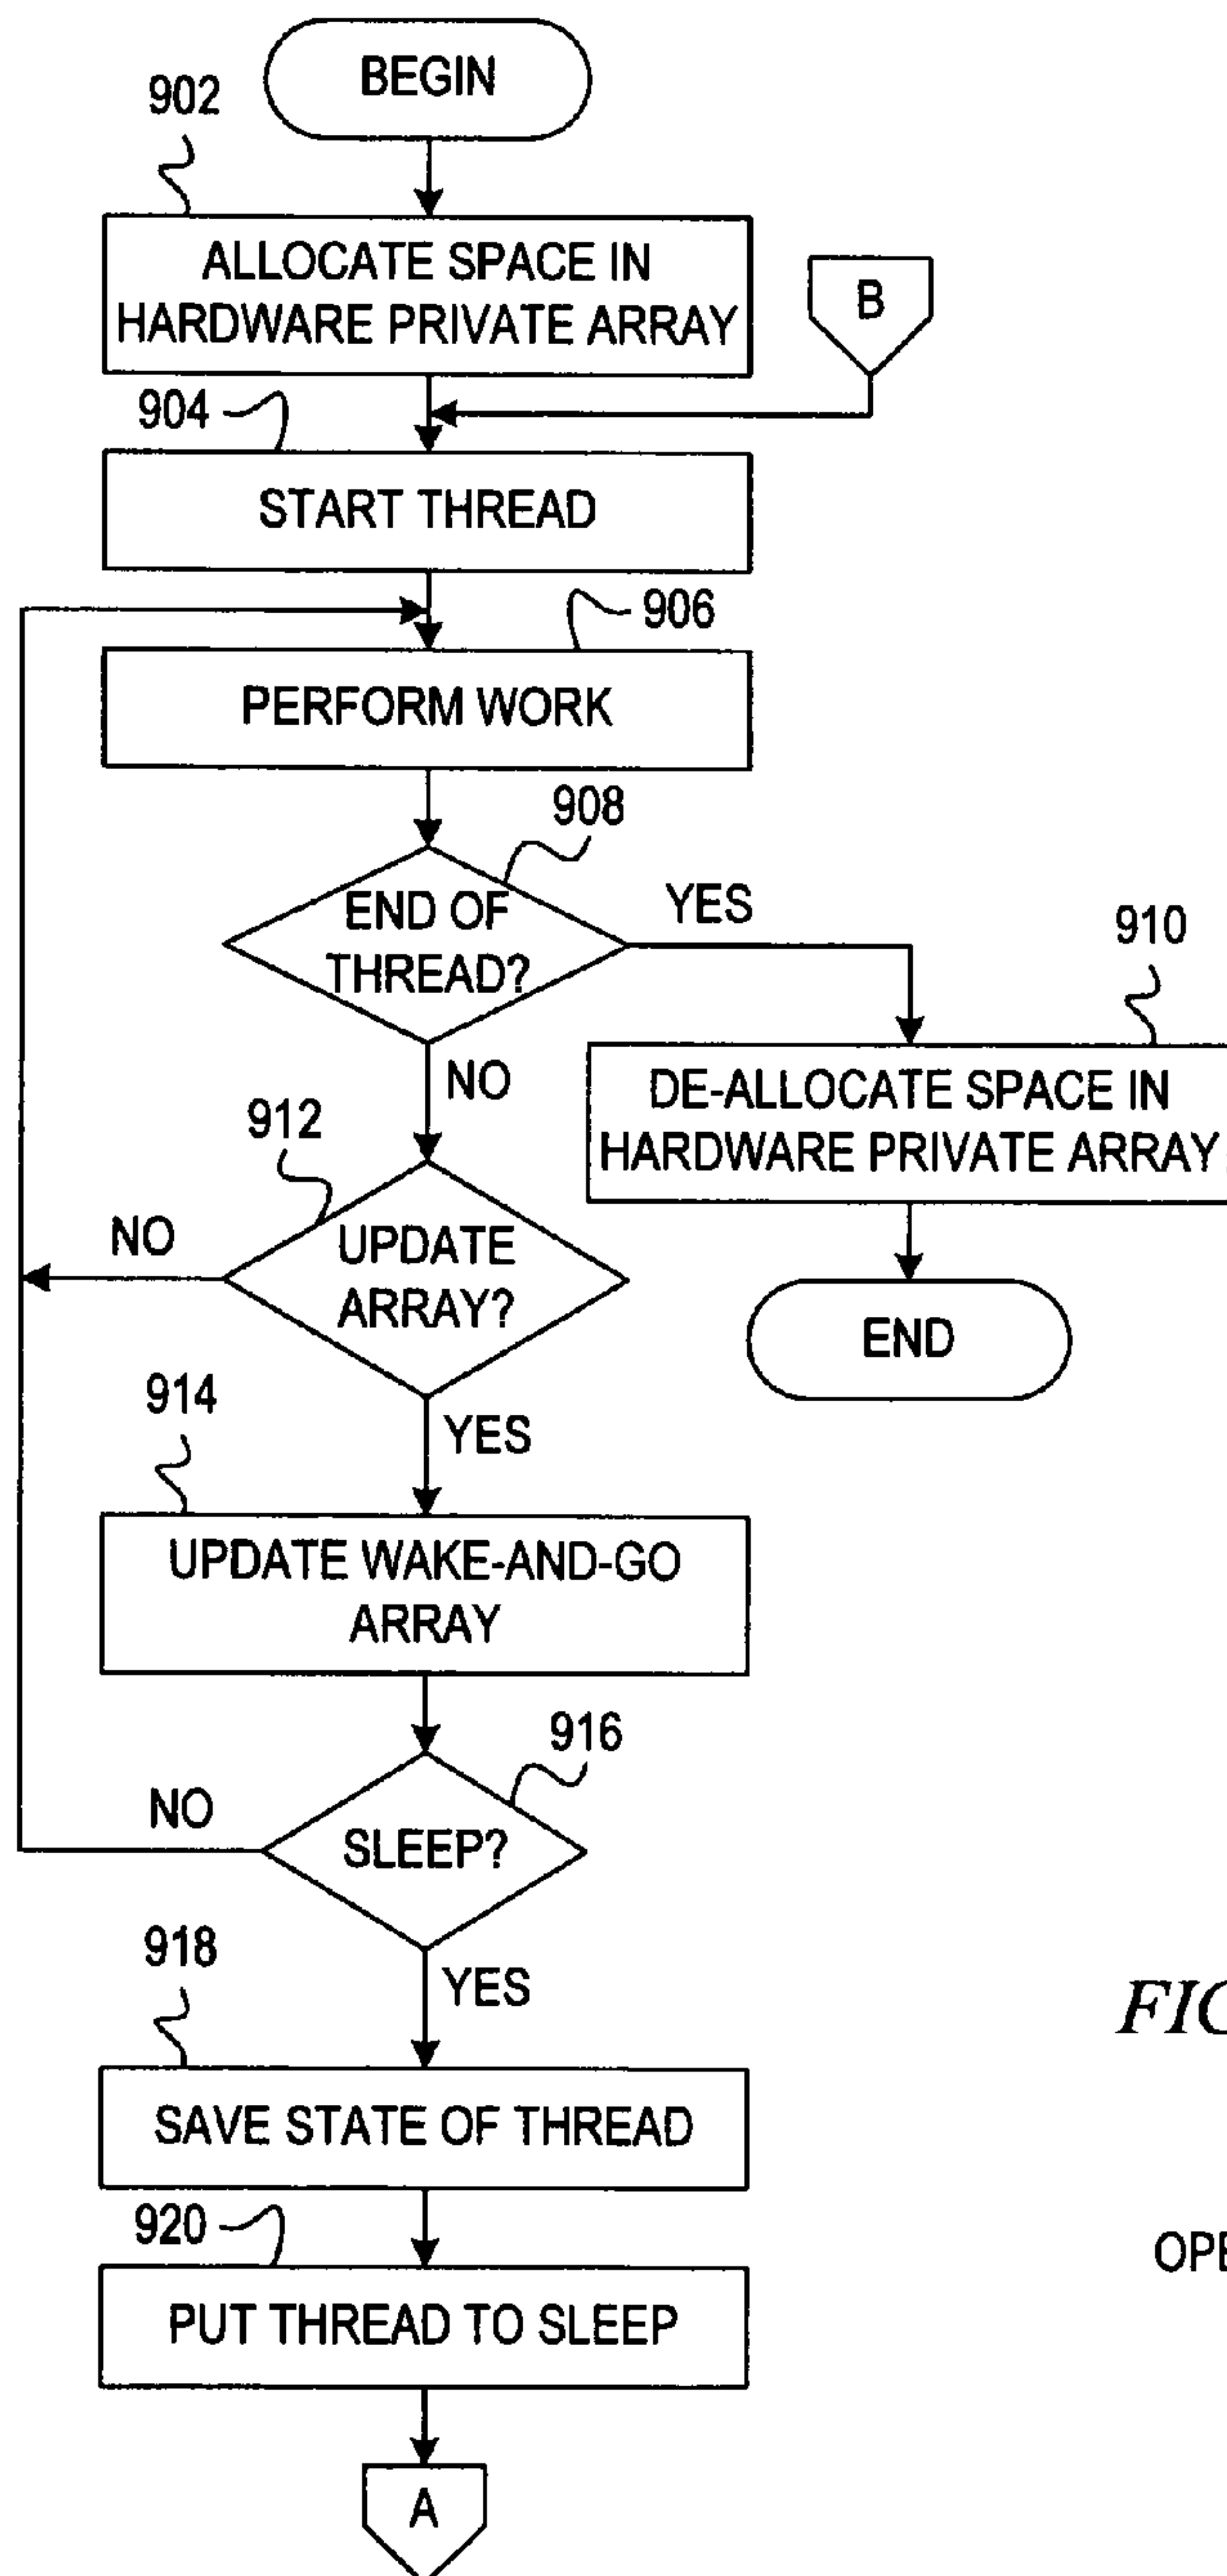 BEGIN
902
ALLOCATE SPACE IN
HARDWARE PRIVATE ARRAY
B
904
START THREAD
906
PERFORM WORK
908
END OF
THREAD?
YES
910
NO
DE-ALLOCATE SPACE IN
HARDWARE PRIVATE ARRAY
912
NO
UPDATE
ARRAY?
END
914
YES
UPDATE WAKE-AND-GO
ARRAY
916
NO
SLEEP?
918
YES
SAVE STATE OF THREAD
920
PUT THREAD TO SLEEP
A